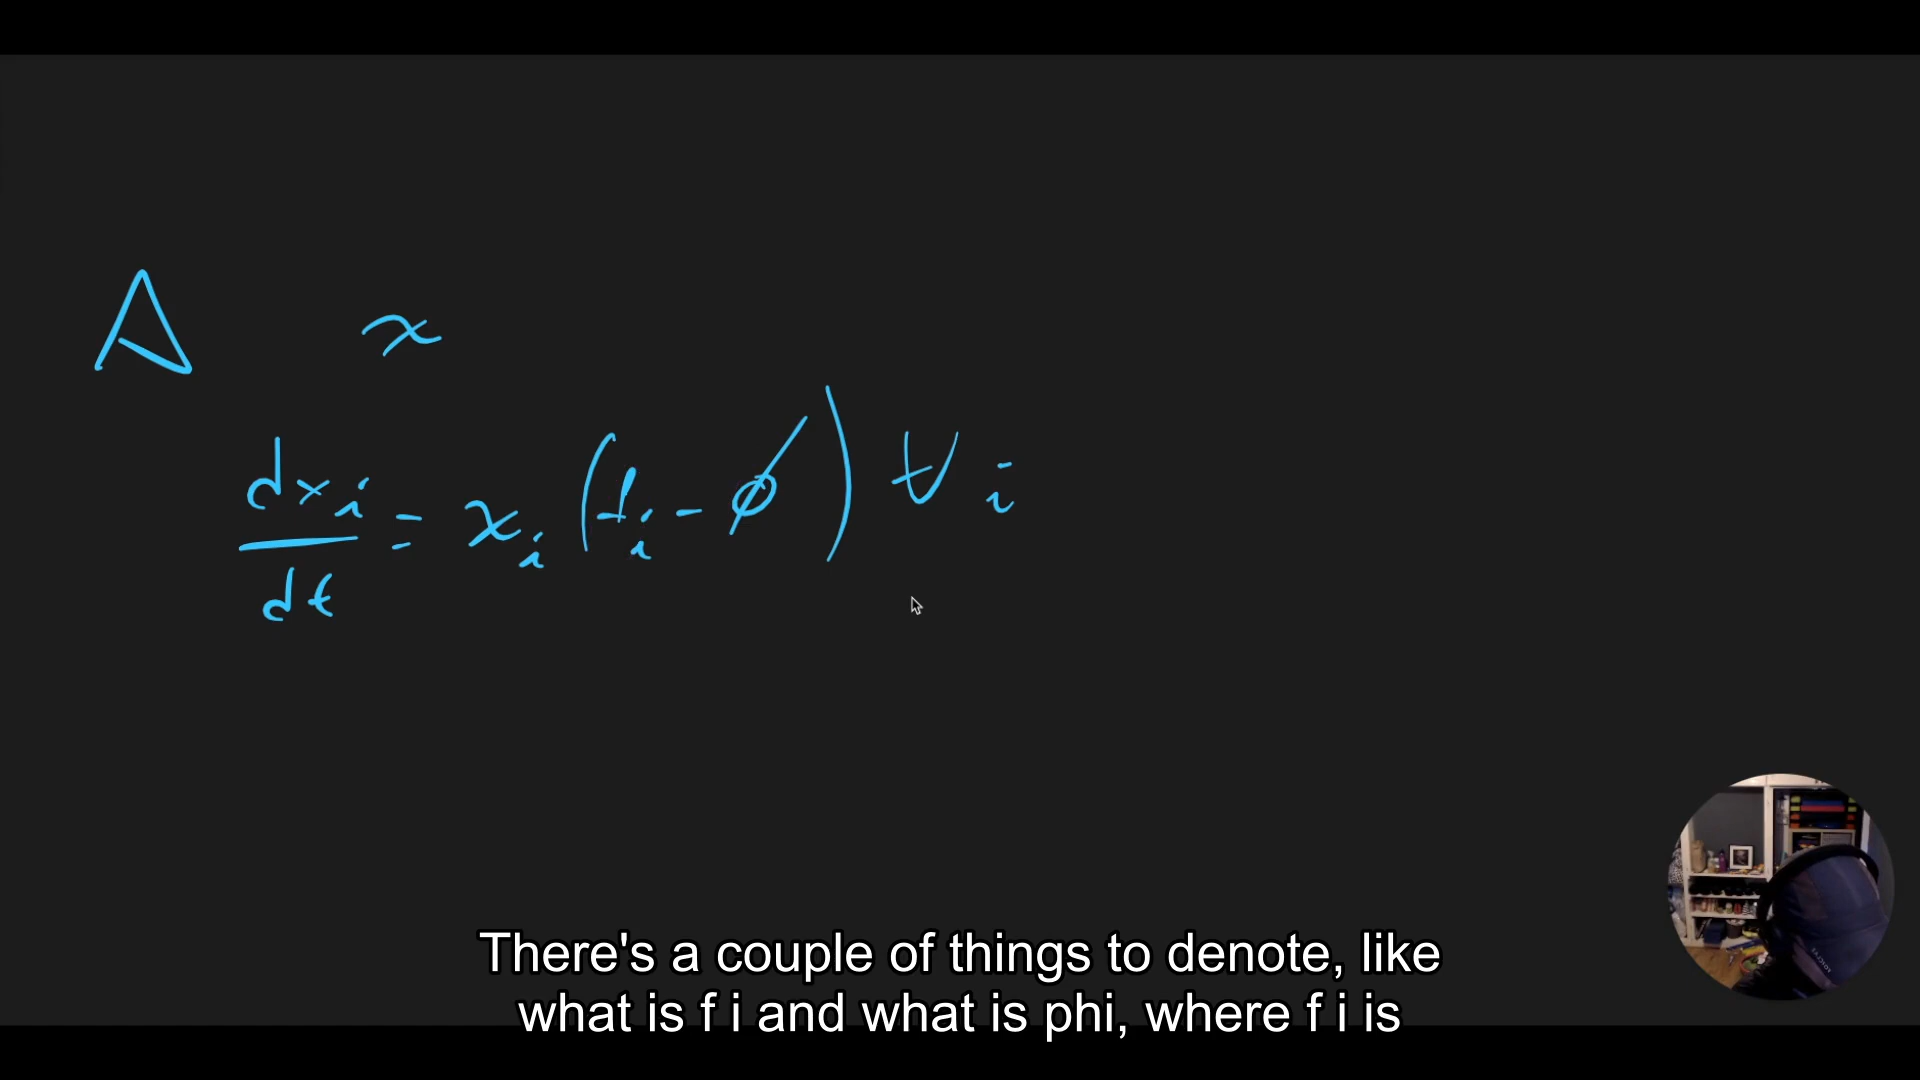 A x
dxi/dt = xi (fi - φ) ∀ i
There's a couple of things to denote, like
what is f i and what is phi, where f i is